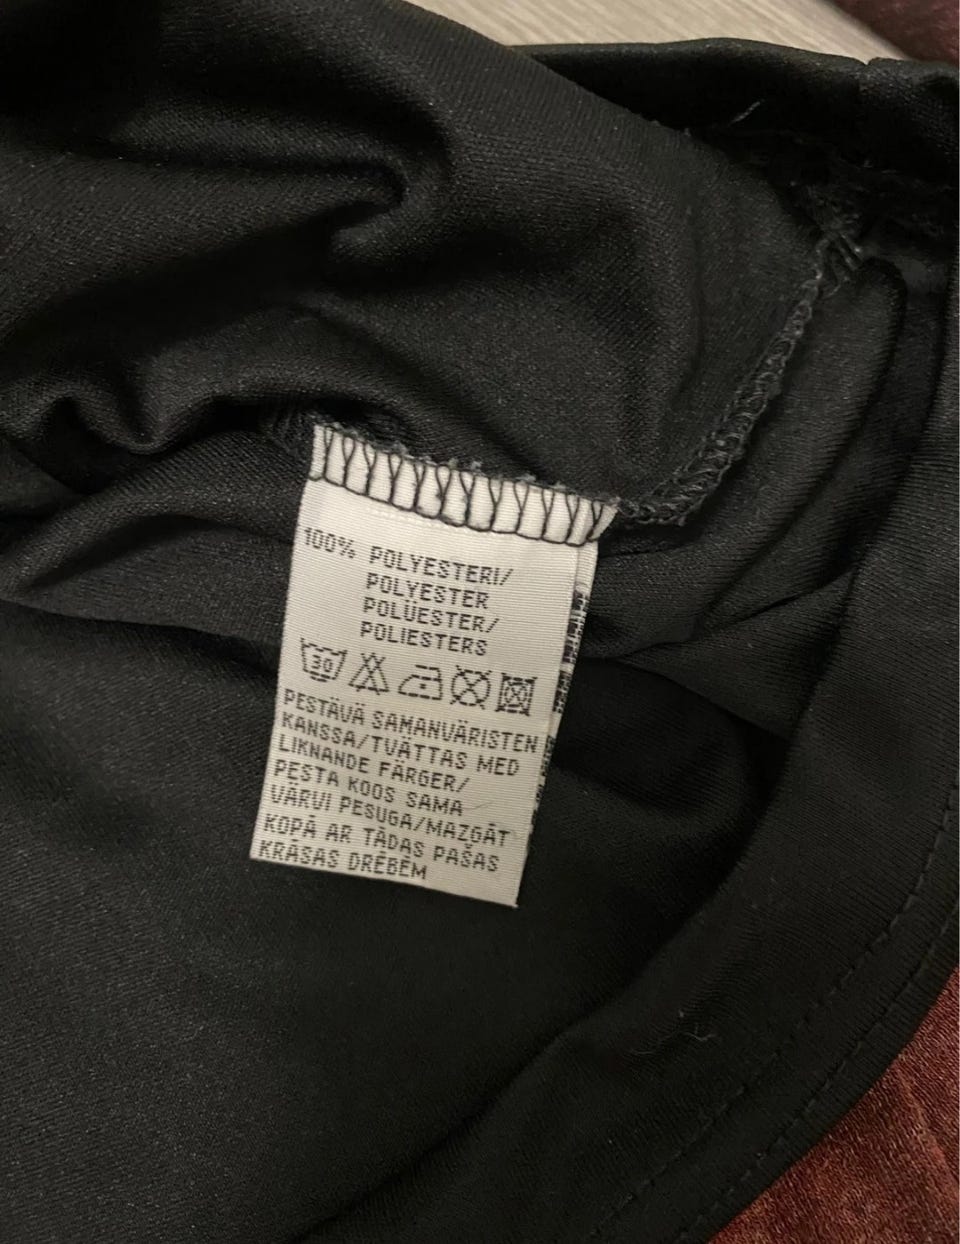 100% POLYESTERI/
POLYESTER
POLÜESTER/
POLIESTERS
30
PESTÄVÄ SAMANVÄRISTEN
KANSSA/TVÄTTAS MED
LIKNANDE FÄRGER/
PESTA KOOS SAMA
VÄRVI PESUGA/MAZGĀT
KOPĀ AR TĀDAS PAŠAS
KRĀSAS DRĒBĒM